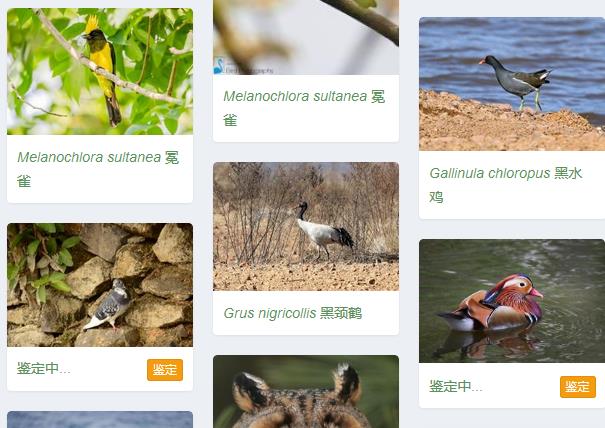 Melanochlora sultanea 冕
雀
鉴定中...
鉴定
Melanochlora sultanea 冕
雀
Grus nigricollis 黑颈鹤
Gallinula chloropus 黑水
鸡
鉴定中...
鉴定